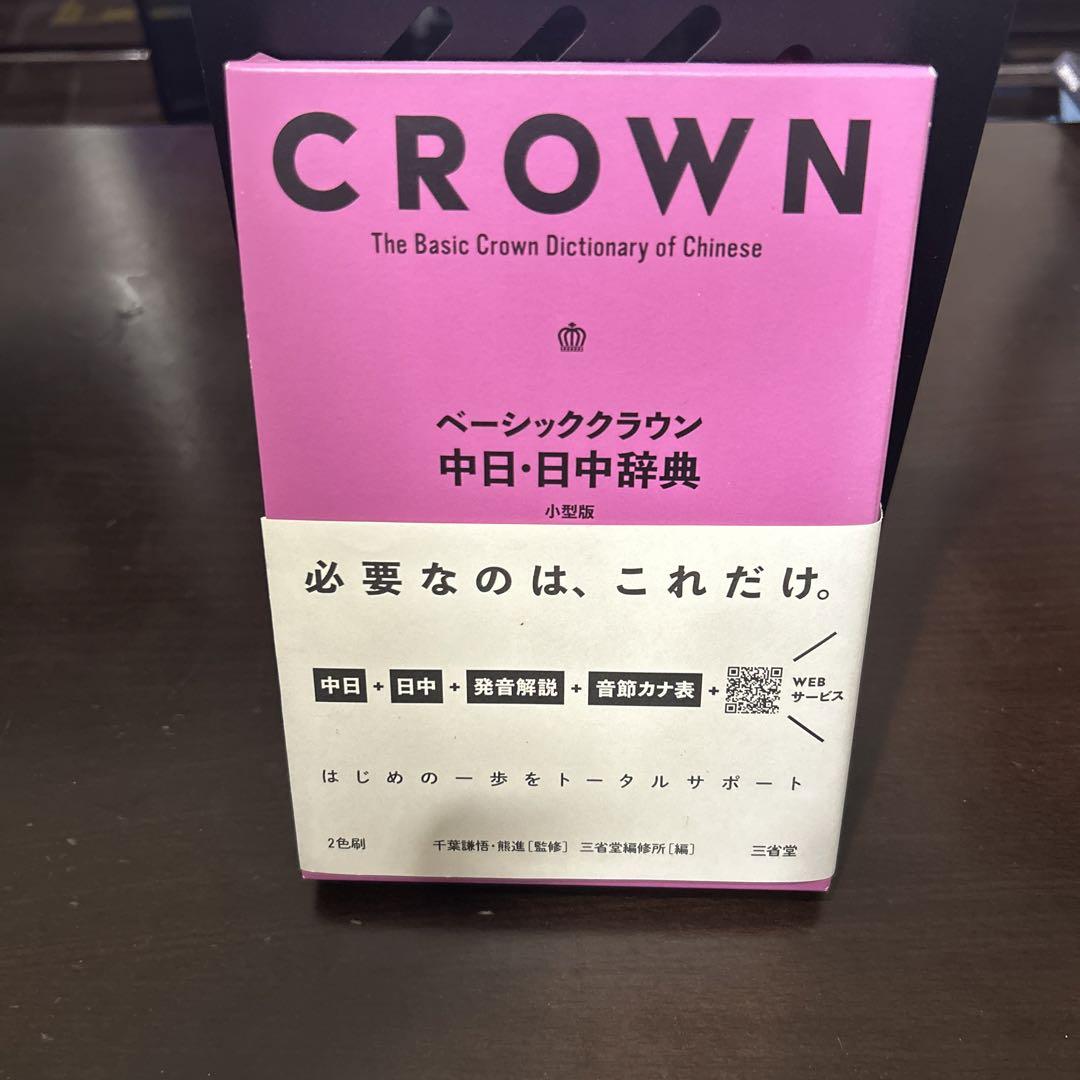 CROWN
The Basic Crown Dictionary of Chinese
ベーシッククラウン
中日・日中辞典
小型版
必要なのは、これだけ。
中日 + 日中 + 発音解説 + 音節カナ表 +
WEB
サービス
はじめの一歩をトータルサポート
2色刷 千葉謙悟・熊進[監修] 三省堂編修所[編] 三省堂